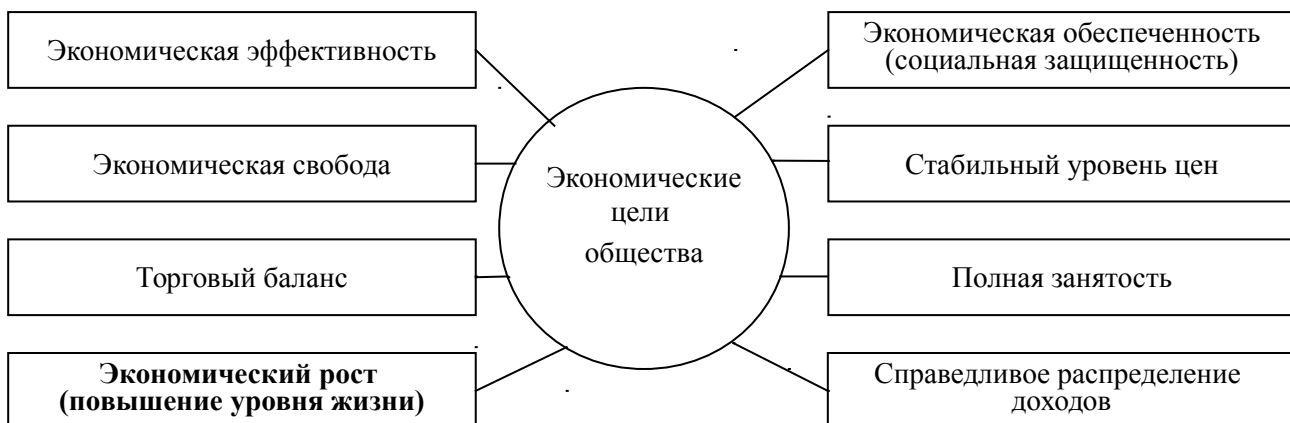 Экономическая эффективность
Экономическая свобода
Торговый баланс
Экономический рост
(повышение уровня жизни)
Экономические
цели
общества
Экономическая обеспеченность
(социальная защищенность)
Стабильный уровень цен
Полная занятость
Справедливое распределение
доходов